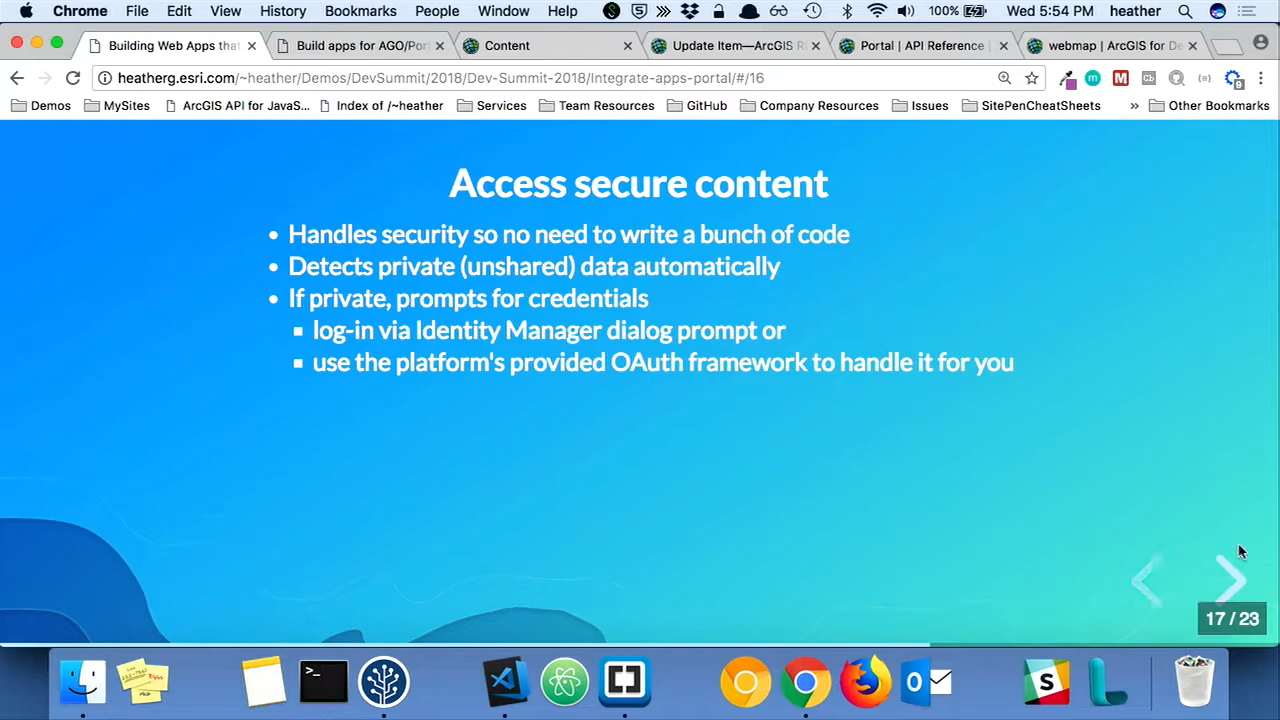 Chrome File Edit View History Bookmarks People Window Help 100% Wed 5:54 PM heather
Building Web Apps that Build apps for AGO/Por Content Update Item—ArcGIS R Portal | API Reference webmap | ArcGIS for De
heatherg.esri.com/~heather/Demos/DevSummit/2018/Dev-Summit-2018/Integrate-apps-portal/#/16
Demos MySites ArcGIS API for JavaS... Index of /~heather Services Team Resources GitHub Company Resources Issues SitePenCheatSheets » Other Bookmarks
Access secure content
• Handles security so no need to write a bunch of code
• Detects private (unshared) data automatically
• If private, prompts for credentials
▪ log-in via Identity Manager dialog prompt or
▪ use the platform's provided OAuth framework to handle it for you
17 / 23